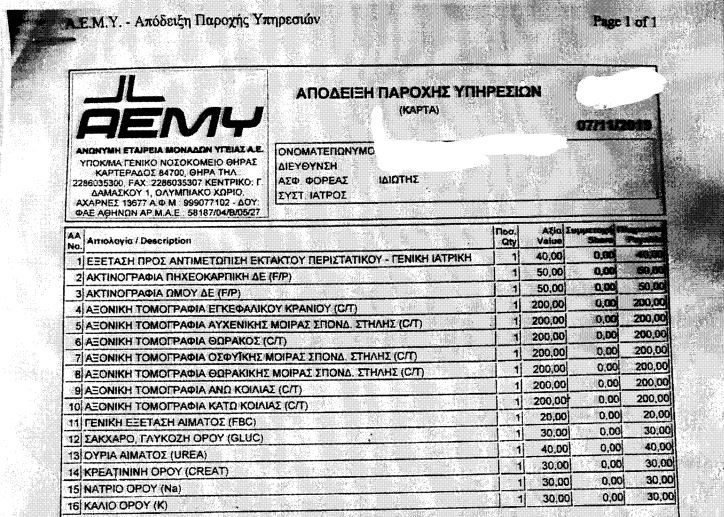 Α.Ε.Μ.Υ. - Απόδειξη Παροχής Υπηρεσιών Page 1 of 1
ΑΕΜΥ
ΑΝΩΝΥΜΗ ΕΤΑΙΡΕΙΑ ΜΟΝΑΔΩΝ ΥΓΕΙΑΣ Α.Ε.
ΥΠΟΚ/ΜΑ ΓΕΝΙΚΟ ΝΟΣΟΚΟΜΕΙΟ ΘΗΡΑΣ
ΚΑΡΤΕΡΑΔΟΣ 84700, ΘΗΡΑ ΤΗΛ.:
2286035300, FAX: 2286035307 ΚΕΝΤΡΙΚΟ: Γ.
ΔΑΜΑΣΚΟΥ 1, ΟΛΥΜΠΙΑΚΟ ΧΩΡΙΟ,
ΑΧΑΡΝΕΣ 13677 Α.Φ.Μ.: 999077102 - ΔΟΥ:
ΦΑΕ ΑΘΗΝΩΝ ΑΡ.Μ.Α.Ε.: 58187/04/Β/05/27
ΑΠΟΔΕΙΞΗ ΠΑΡΟΧΗΣ ΥΠΗΡΕΣΙΩΝ
(ΚΑΡΤΑ)
ΟΝΟΜΑΤΕΠΩΝΥΜΟ
ΔΙΕΥΘΥΝΣΗ
ΑΣΦ. ΦΟΡΕΑΣ ΙΔΙΩΤΗΣ
ΣΥΣΤ. ΙΑΤΡΟΣ
ΑΑ No. Αιτιολογία / Description Ποσ. Qty Αξία Value Συμμετοχή Share
1 ΕΞΕΤΑΣΗ ΠΡΟΣ ΑΝΤΙΜΕΤΩΠΙΣΗ ΕΚΤΑΚΤΟΥ ΠΕΡΙΣΤΑΤΙΚΟΥ - ΓΕΝΙΚΗ ΙΑΤΡΙΚΗ 1 40,00 0,00 40,00
2 ΑΚΤΙΝΟΓΡΑΦΙΑ ΠΗΧΕΟΚΑΡΠΙΚΗ ΔΕ (F/P) 1 50,00 0,00 50,00
3 ΑΚΤΙΝΟΓΡΑΦΙΑ ΩΜΟΥ ΔΕ (F/P) 1 50,00 0,00 50,00
4 ΑΞΟΝΙΚΗ ΤΟΜΟΓΡΑΦΙΑ ΕΓΚΕΦΑΛΙΚΟΥ ΚΡΑΝΙΟΥ (C/T) 1 200,00 0,00 200,00
5 ΑΞΟΝΙΚΗ ΤΟΜΟΓΡΑΦΙΑ ΑΥΧΕΝΙΚΗΣ ΜΟΙΡΑΣ ΣΠΟΝΔ. ΣΤΗΛΗΣ (C/T) 1 200,00 0,00 200,00
6 ΑΞΟΝΙΚΗ ΤΟΜΟΓΡΑΦΙΑ ΘΩΡΑΚΟΣ (C/T) 1 200,00 0,00 200,00
7 ΑΞΟΝΙΚΗ ΤΟΜΟΓΡΑΦΙΑ ΟΣΦΥΪΚΗΣ ΜΟΙΡΑΣ ΣΠΟΝΔ. ΣΤΗΛΗΣ (C/T) 1 200,00 0,00 200,00
8 ΑΞΟΝΙΚΗ ΤΟΜΟΓΡΑΦΙΑ ΘΩΡΑΚΙΚΗΣ ΜΟΙΡΑΣ ΣΠΟΝΔ. ΣΤΗΛΗΣ (C/T) 1 200,00 0,00 200,00
9 ΑΞΟΝΙΚΗ ΤΟΜΟΓΡΑΦΙΑ ΑΝΩ ΚΟΙΛΙΑΣ (C/T) 1 200,00 0,00 200,00
10 ΑΞΟΝΙΚΗ ΤΟΜΟΓΡΑΦΙΑ ΚΑΤΩ ΚΟΙΛΙΑΣ (C/T) 1 200,00 0,00 200,00
11 ΓΕΝΙΚΗ ΕΞΕΤΑΣΗ ΑΙΜΑΤΟΣ (FBC) 1 20,00 0,00 20,00
12 ΣΑΚΧΑΡΟ, ΓΛΥΚΟΖΗ ΟΡΟΥ (GLUC) 1 30,00 0,00 30,00
13 ΟΥΡΙΑ ΑΙΜΑΤΟΣ (UREA) 1 40,00 0,00 40,00
14 ΚΡΕΑΤΙΝΙΝΗ ΟΡΟΥ (CREAT) 1 30,00 0,00 30,00
15 ΝΑΤΡΙΟ ΟΡΟΥ (Na) 1 30,00 0,00 30,00
16 ΚΑΛΙΟ ΟΡΟΥ (K) 1 30,00 0,00 30,00